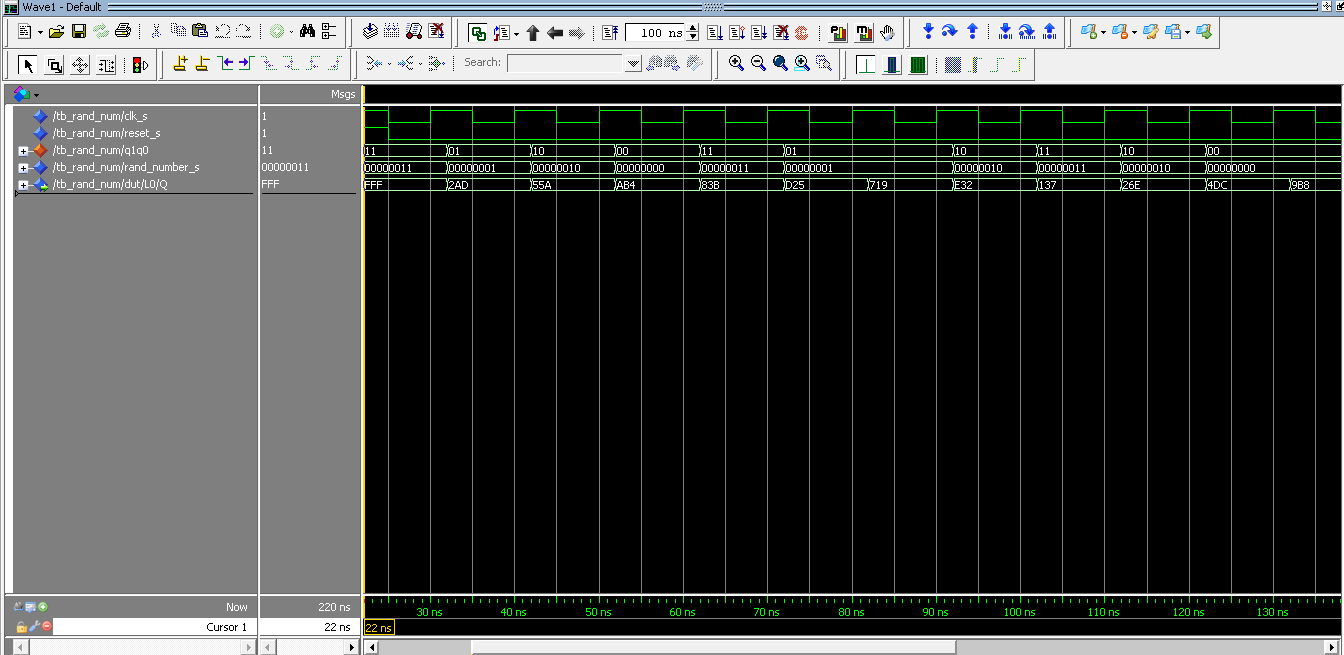 Wave1 - Default
100 ns
Search:
Msgs
/tb_rand_num/clk_s 1
/tb_rand_num/reset_s 1
/tb_rand_num/q1q0 11 11 01 10 00 11 01 10 11 10 00
/tb_rand_num/rand_number_s 00000011 00000011 00000001 00000010 00000000 00000011 00000001 00000010 00000011 00000010 00000000
/tb_rand_num/dut/L0/Q FFF FFF 2AD 55A AB4 83B D25 719 E32 137 26E 4DC 9B8
Now 220 ns 30 ns 40 ns 50 ns 60 ns 70 ns 80 ns 90 ns 100 ns 110 ns 120 ns 130 ns
Cursor 1 22 ns 22 ns